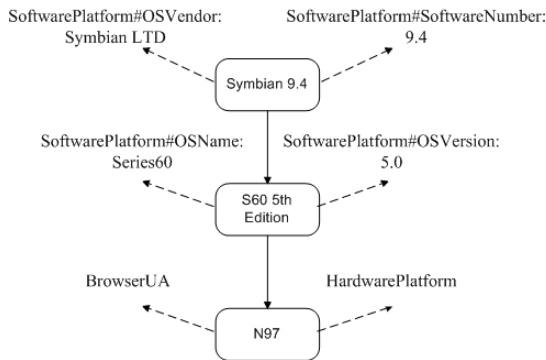 SoftwarePlatform#OSVendor:
Symbian LTD
SoftwarePlatform#SoftwareNumber:
9.4
Symbian 9.4
SoftwarePlatform#OSName:
Series60
SoftwarePlatform#OSVersion:
5.0
S60 5th
Edition
BrowserUA
HardwarePlatform
N97